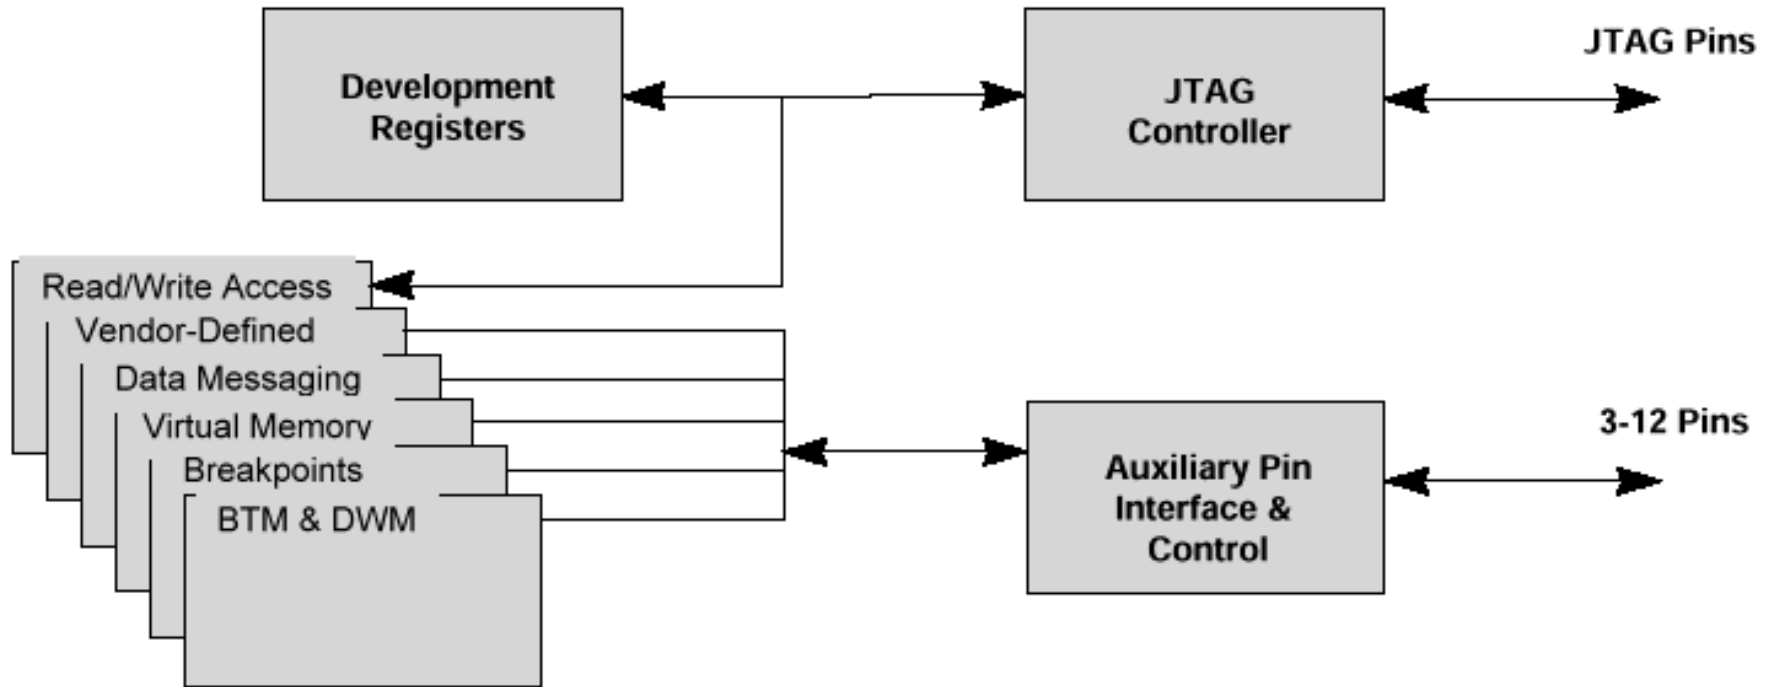 Development
Registers
JTAG
Controller
JTAG Pins
Read/Write Access
Vendor-Defined
Data Messaging
Virtual Memory
Breakpoints
BTM & DWM
Auxiliary Pin
Interface &
Control
3-12 Pins